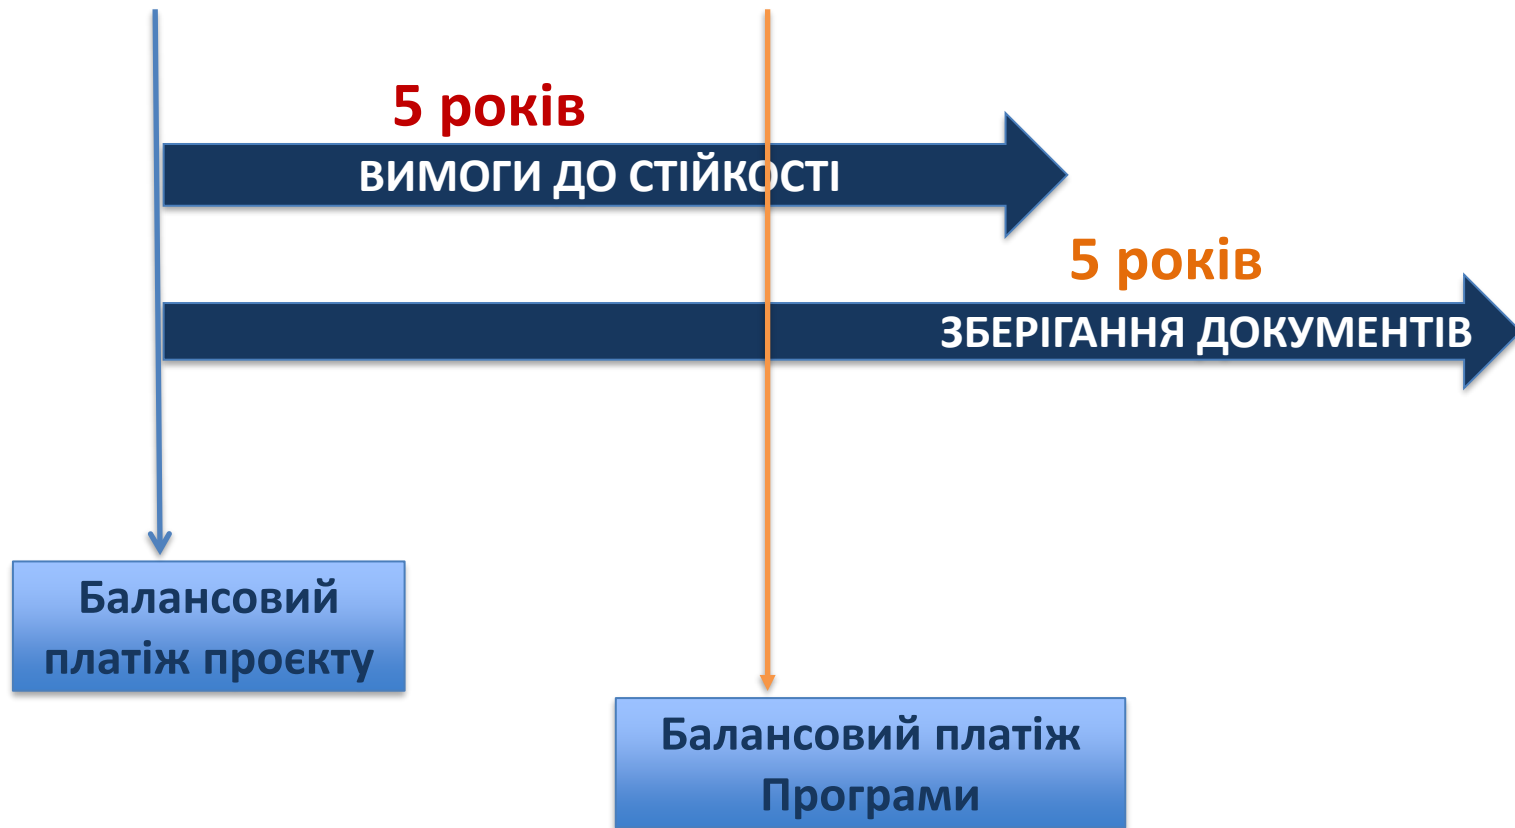 5 років
ВИМОГИ ДО СТІЙКОСТІ
5 років
ЗБЕРІГАННЯ ДОКУМЕНТІВ
Балансовий
платіж проєкту
Балансовий платіж
Програми